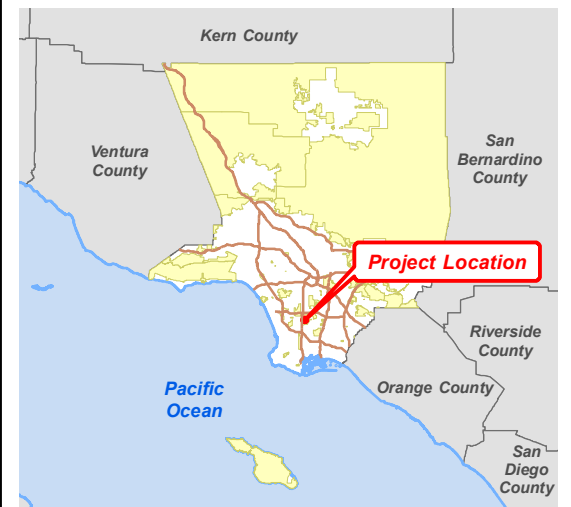 Kern County
Ventura
County
San
Bernardino
County
Project Location
Riverside
County
Pacific
Ocean
Orange County
San
Diego
County